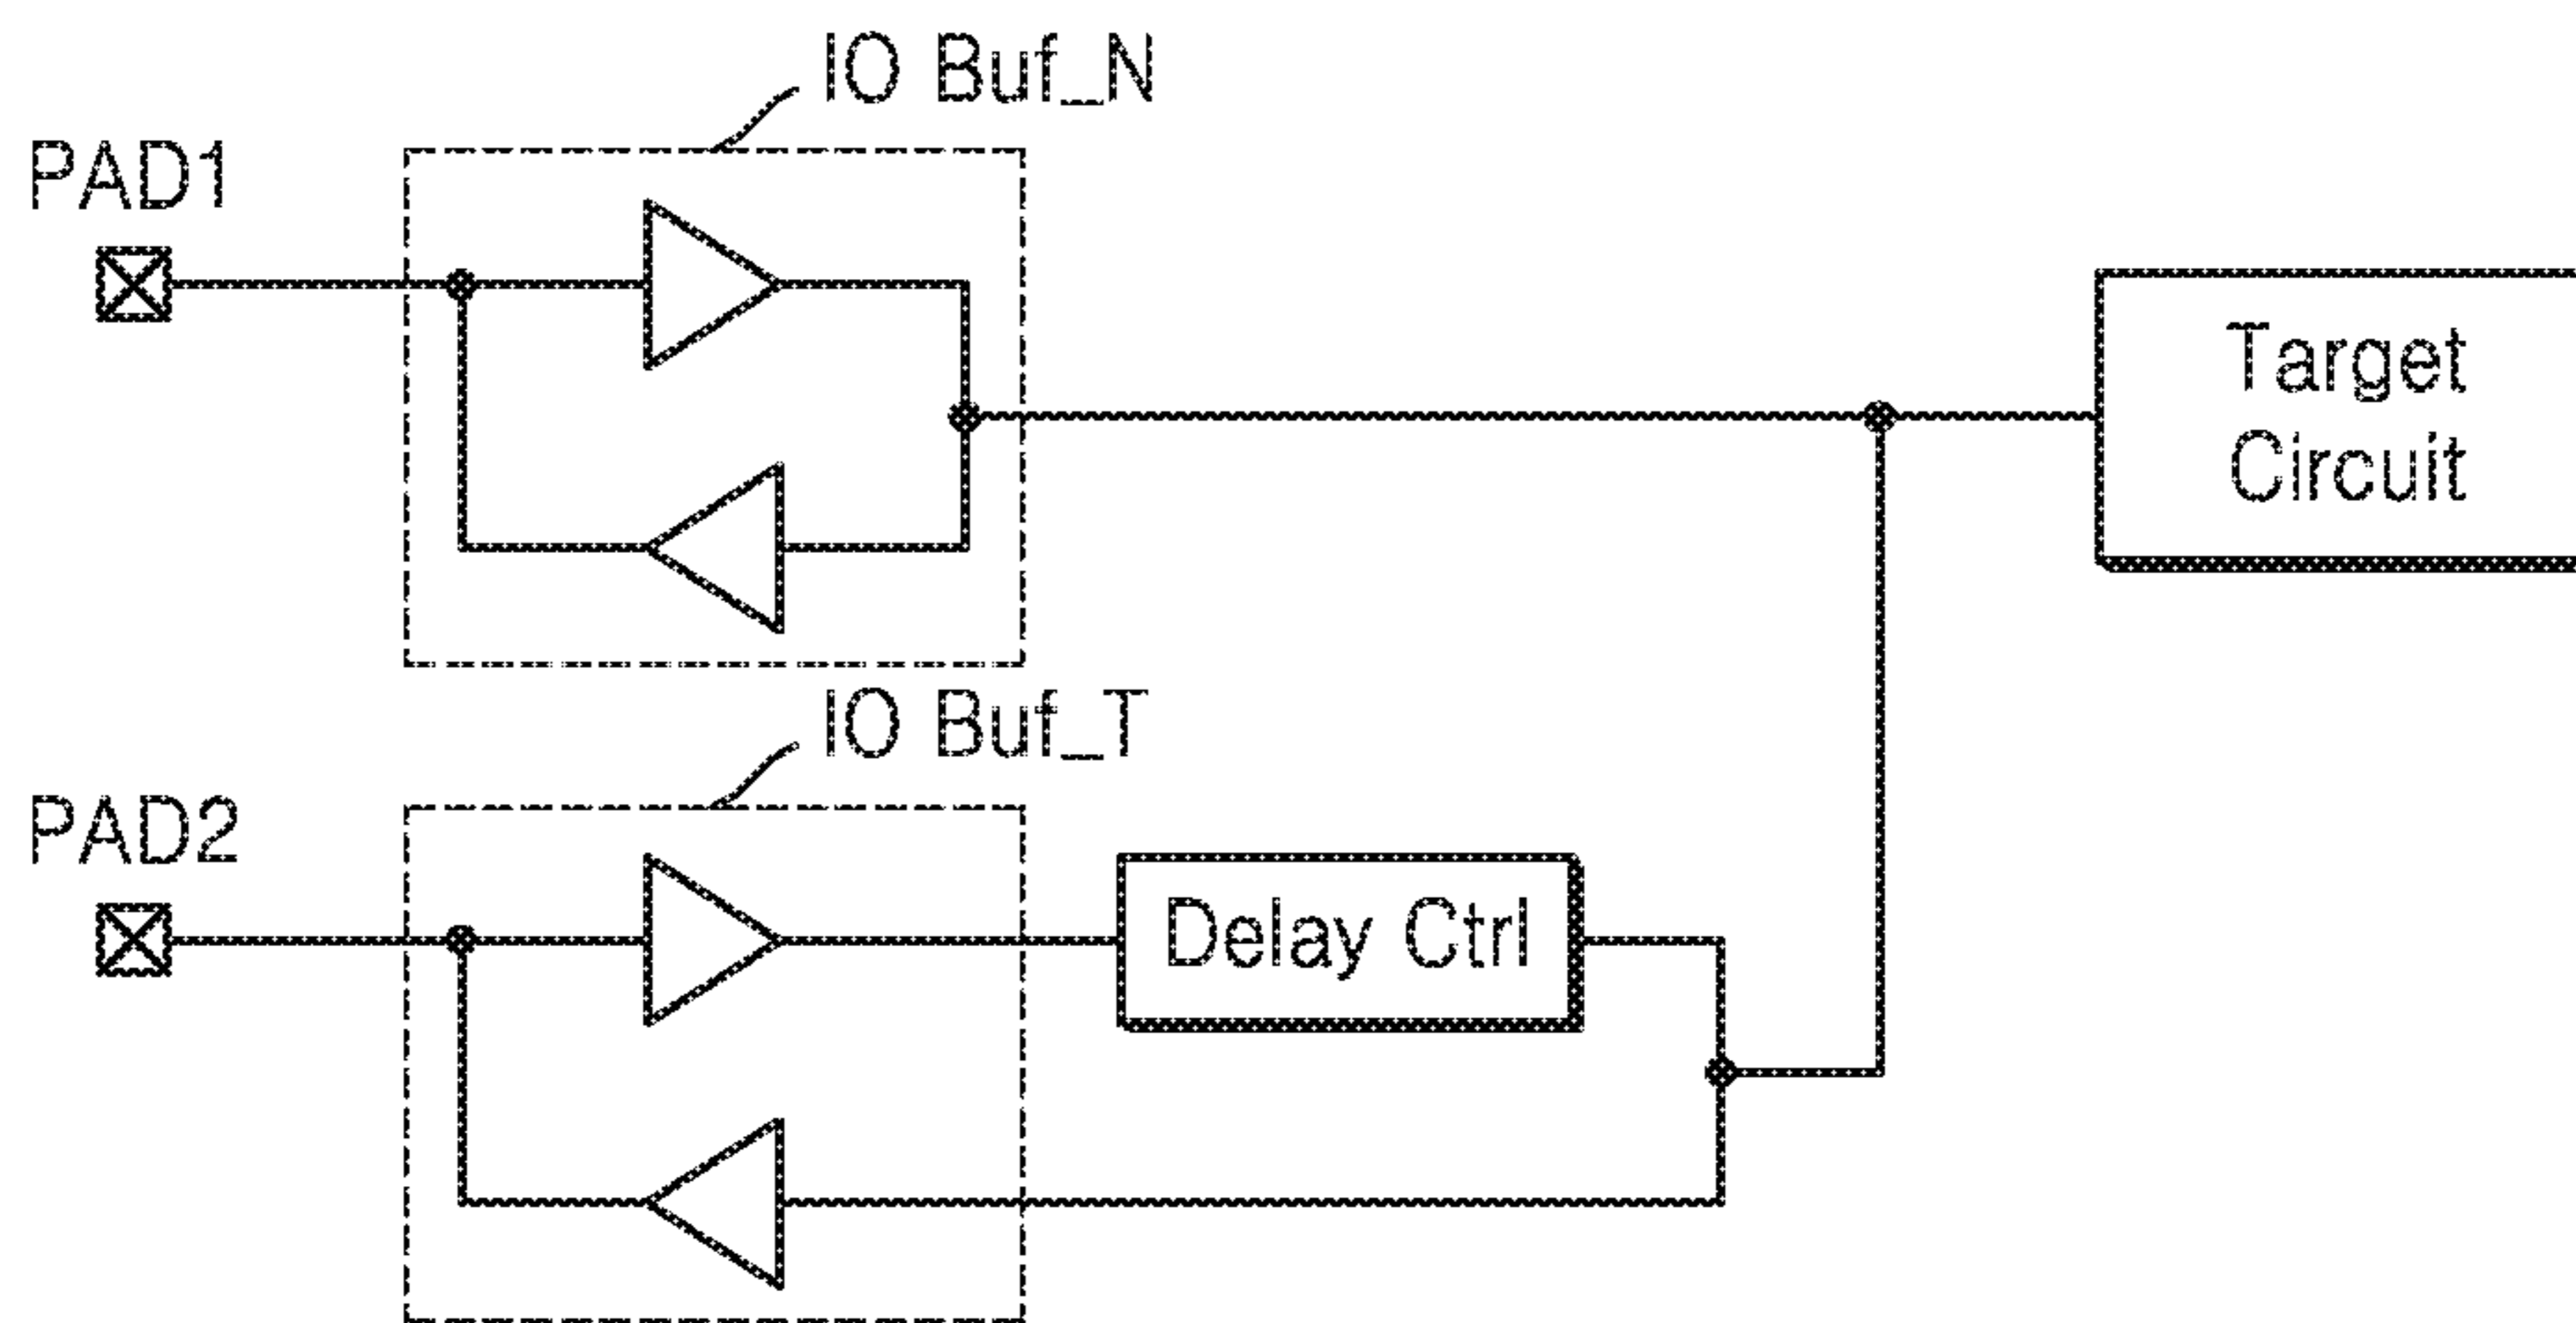 IO Buf_N
PAD1
Target
Circuit
IO Buf_T
PAD2
Delay Ctrl